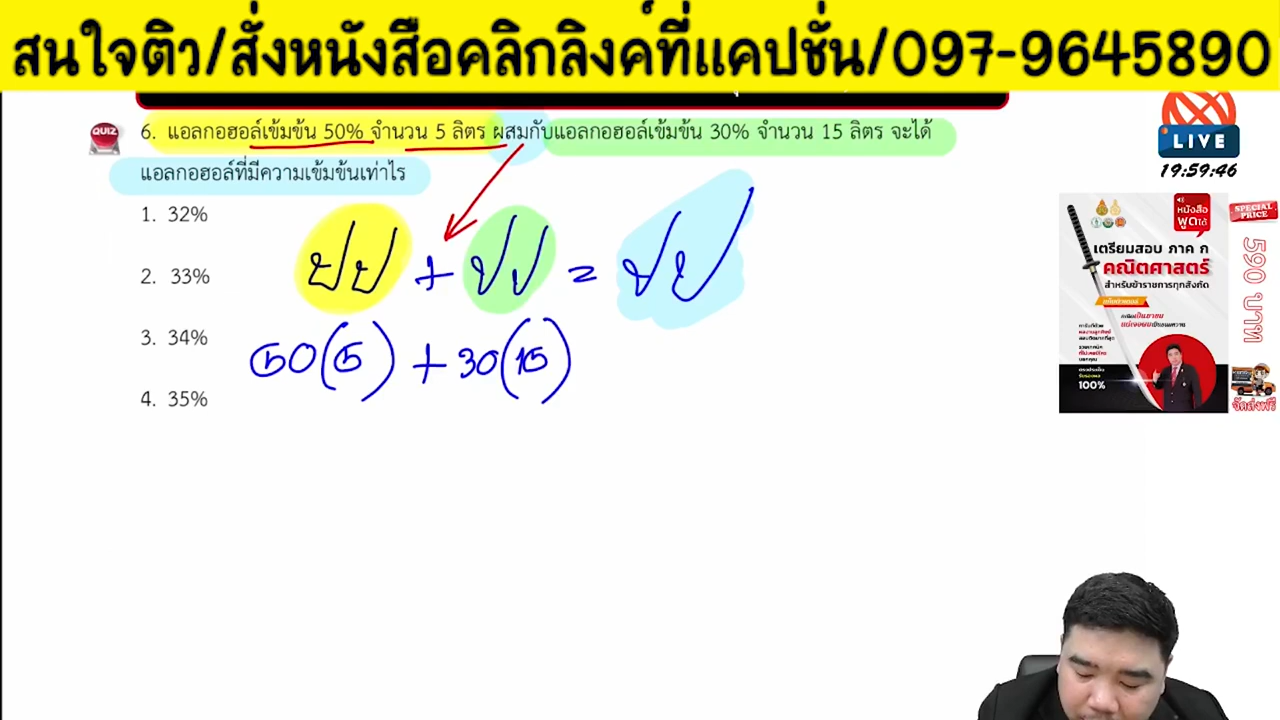 สนใจติว/สั่งหนังสือคลิกลิงค์ที่แคปชั่น/097-9645890
QUIZ
6. แอลกอฮอล์เข้มข้น 50% จำนวน 5 ลิตร ผสมกับแอลกอฮอล์เข้มข้น 30% จำนวน 15 ลิตร จะได้
แอลกอฮอล์ที่มีความเข้มข้นเท่าไร
1. 32%
2. 33%
3. 34%
4. 35%
ปป + ปป = ปป
50(5) + 30(15)
LIVE
19:59:46
หนังสือ
พูดได้
เตรียมสอบ ภาค ก
คณิตศาสตร์
สำหรับข้าราชการทุกสังกัด
100%
SPECIAL
PRICE
590 บาท
จัดส่งฟรี